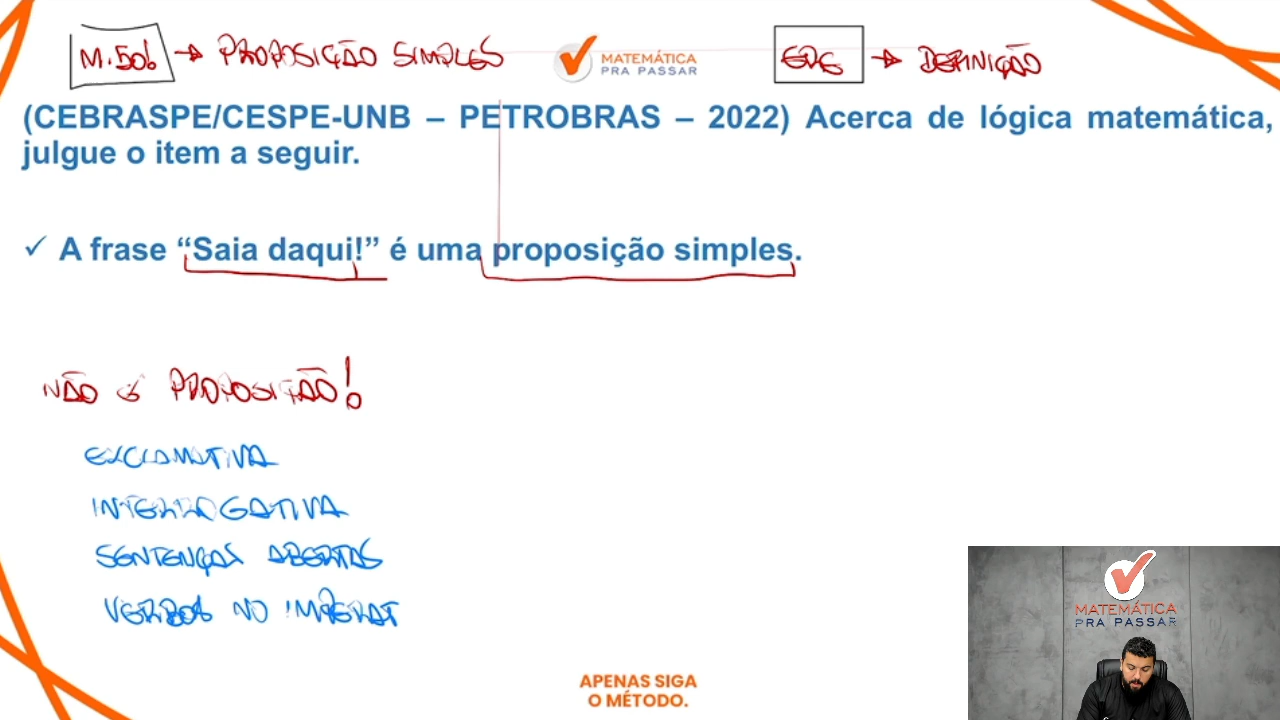 M.50! → PROPOSIÇÃO SIMPLES
MATEMÁTICA
PRA PASSAR
→ DEFINIÇÃO
(CEBRASPE/CESPE-UNB – PETROBRAS – 2022) Acerca de lógica matemática,
julgue o item a seguir.
✓ A frase “Saia daqui!” é uma proposição simples.
NÃO é PROPOSIÇÃO!
EXCLAMATIVA
INTERROGATIVA
SENTENÇAS ABERTAS
VERBOS NO IMPERAT
MATEMÁTICA
PRA PASSAR
APENAS SIGA
O MÉTODO.